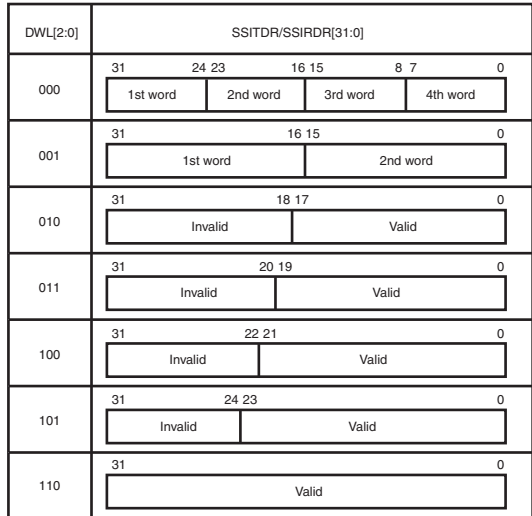 DWL[2:0] SSITDR/SSIRDR[31:0]
31 24 23 16 15 8 7 0
000 1st word 2nd word 3rd word 4th word
31 16 15 0
001 1st word 2nd word
31 18 17 0
010 Invalid Valid
31 20 19 0
011 Invalid Valid
31 22 21 0
100 Invalid Valid
31 24 23 0
101 Invalid Valid
31 0
110 Valid